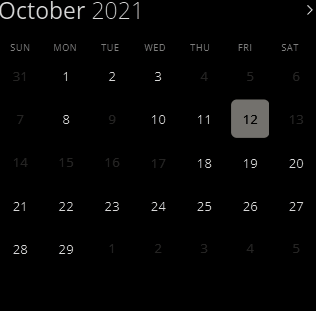 October 2021
SUN MON TUE WED THU FRI SAT
31 1 2 3 4 5 6
7 8 9 10 11 12 13
14 15 16 17 18 19 20
21 22 23 24 25 26 27
28 29 1 2 3 4 5